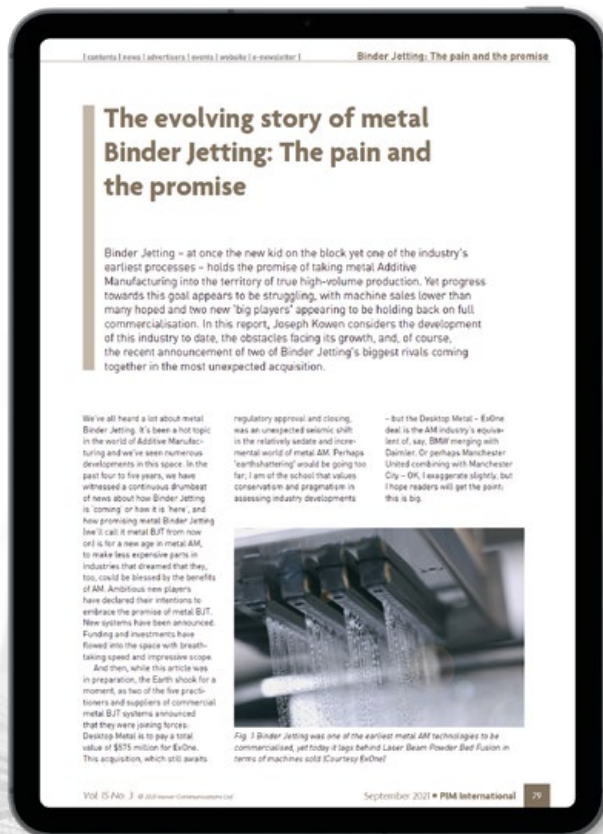 | contents | news | advertisers | events | website | e-newsletter |
Binder Jetting: The pain and the promise
The evolving story of metal
Binder Jetting: The pain and
the promise
Binder Jetting – at once the new kid on the block yet one of the industry's
earliest processes – holds the promise of taking metal Additive
Manufacturing into the territory of true high-volume production. Yet progress
towards this goal appears to be struggling, with machine sales lower than
many hoped and two new 'big players' appearing to be holding back on full
commercialisation. In this report, Joseph Kowen considers the development
of this industry to date, the obstacles facing its growth, and, of course,
the recent announcement of two of Binder Jetting's biggest rivals coming
together in the most unexpected acquisition.
We've all heard a lot about metal
Binder Jetting. It's been a hot topic
in the world of Additive Manufac-
turing and we've seen numerous
developments in this space. In the
past four to five years, we have
witnessed a continuous drumbeat
of news about how Binder Jetting
is 'coming' or how it is 'here', and
how promising metal Binder Jetting
(we'll call it metal BJT from now
on) is for a new age in metal AM,
to make less expensive parts in
industries that dreamed that they,
too, could be blessed by the benefits
of AM. Ambitious new players
have declared their intentions to
embrace the promise of metal BJT.
New systems have been announced.
Funding and investments have
flowed into the space with breath-
taking speed and impressive scope.
And then, while this article was
in preparation, the Earth shook for a
moment, as two of the five practi-
tioners and suppliers of commercial
metal BJT systems announced
that they were joining forces.
Desktop Metal is to pay a total
value of $575 million for ExOne.
This acquisition, which still awaits
regulatory approval and closing,
was an unexpected seismic shift
in the relatively sedate and incre-
mental world of metal AM. Perhaps
'earthshattering' would be going too
far; I am of the school that values
conservatism and pragmatism in
assessing industry developments
– but the Desktop Metal – ExOne
deal is the AM industry's equiva-
lent of, say, BMW merging with
Daimler. Or perhaps Manchester
United combining with Manchester
City – OK, I exaggerate slightly, but
I hope readers will get the point:
this is big.
Fig. 1 Binder Jetting was one of the earliest metal AM technologies to be
commercialised, yet today it lags behind Laser Beam Powder Bed Fusion in
terms of machines sold (Courtesy ExOne)
Vol. 15 No. 3 © 2021 Inovar Communications Ltd
September 2021 PIM International 79